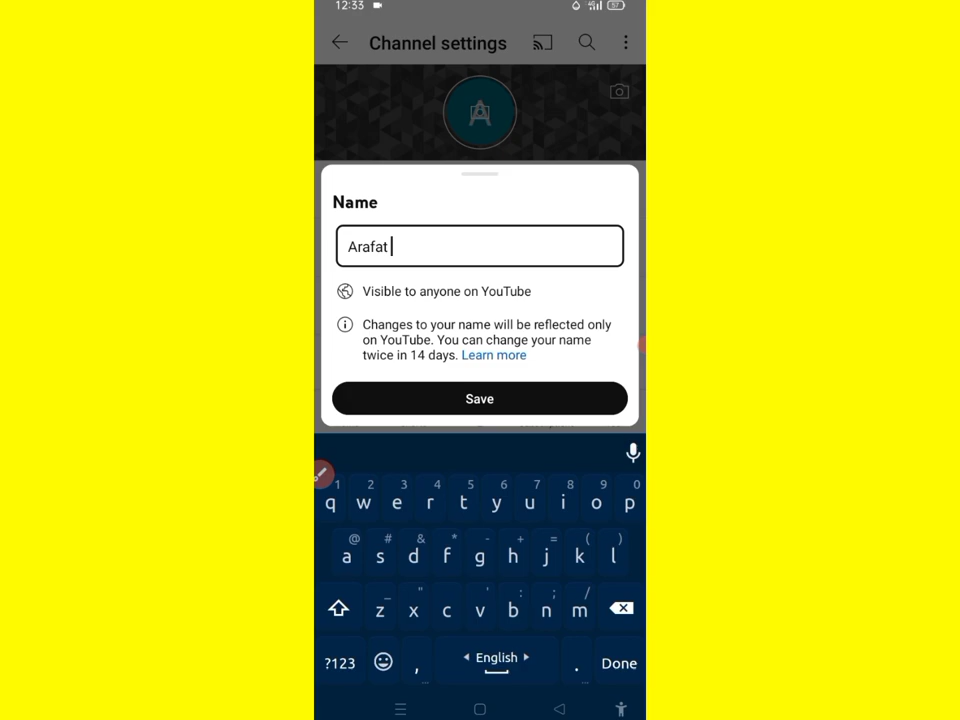 12:33 4G 57
Channel settings
A
Name
Arafat
Visible to anyone on YouTube
Changes to your name will be reflected only
on YouTube. You can change your name
twice in 14 days. Learn more
Save
1 2 3 4 5 6 7 8 9 0
q w e r t y u i o p
@ # & * - + = ( )
a s d f g h j k l
_ " ' : ; /
z x c v b n m
?123 , English . Done